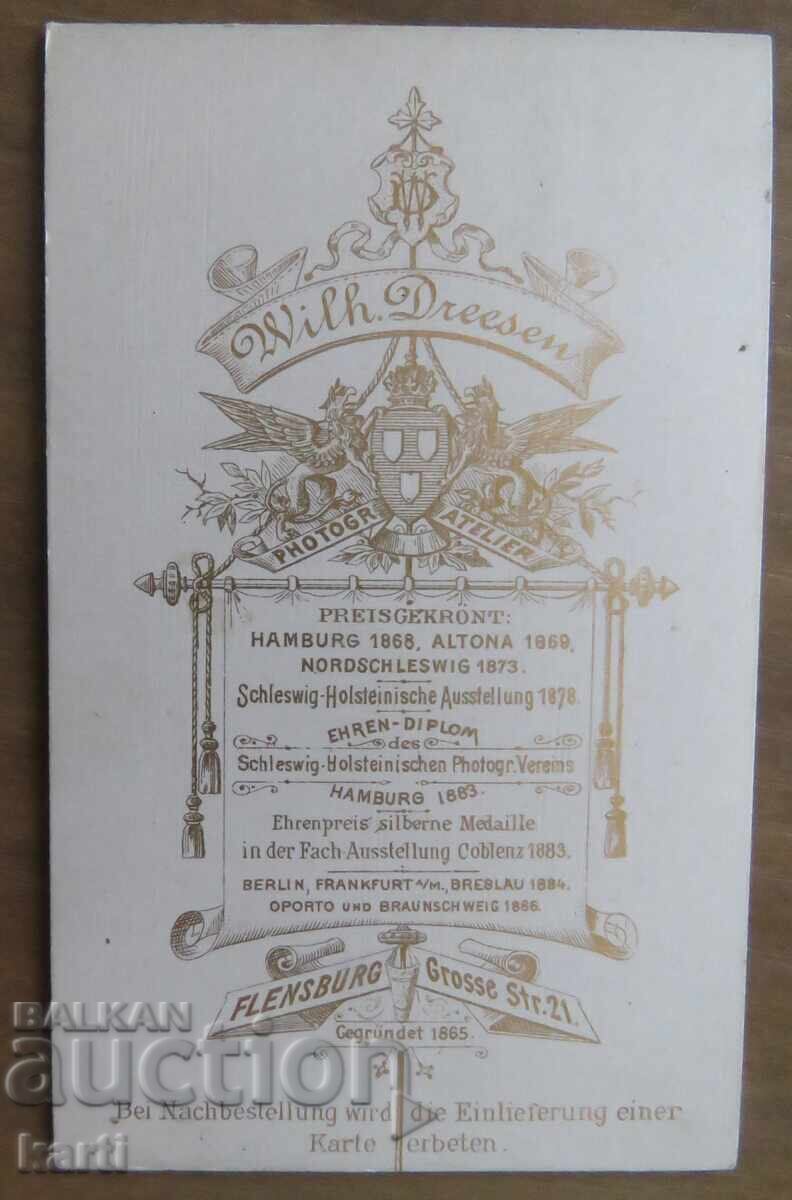 WD
Wilh. Dreesen
PHOTOGR. ATELIER
PREISGEKRÖNT:
HAMBURG 1868, ALTONA 1869,
NORDSCHLESWIG 1873.
Schleswig-Holsteinische Ausstellung 1878.
EHREN-DIPLOM
des
Schleswig-Holsteinischen Photogr. Vereins
HAMBURG 1883.
Ehrenpreis silberne Medaille
in der Fach-Ausstellung Coblenz 1883.
BERLIN, FRANKFURT A/M., BRESLAU 1884.
OPORTO UND BRAUNSCHWEIG 1886.
FLENSBURG Grosse Str. 21.
Gegründet 1865.
Bei Nachbestellung wird die Einlieferung einer
Karte erbeten.
BALKAN
auction
karti